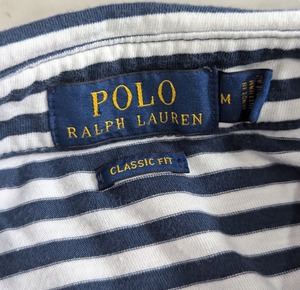 POLO
RALPH LAUREN
M
CLASSIC FIT